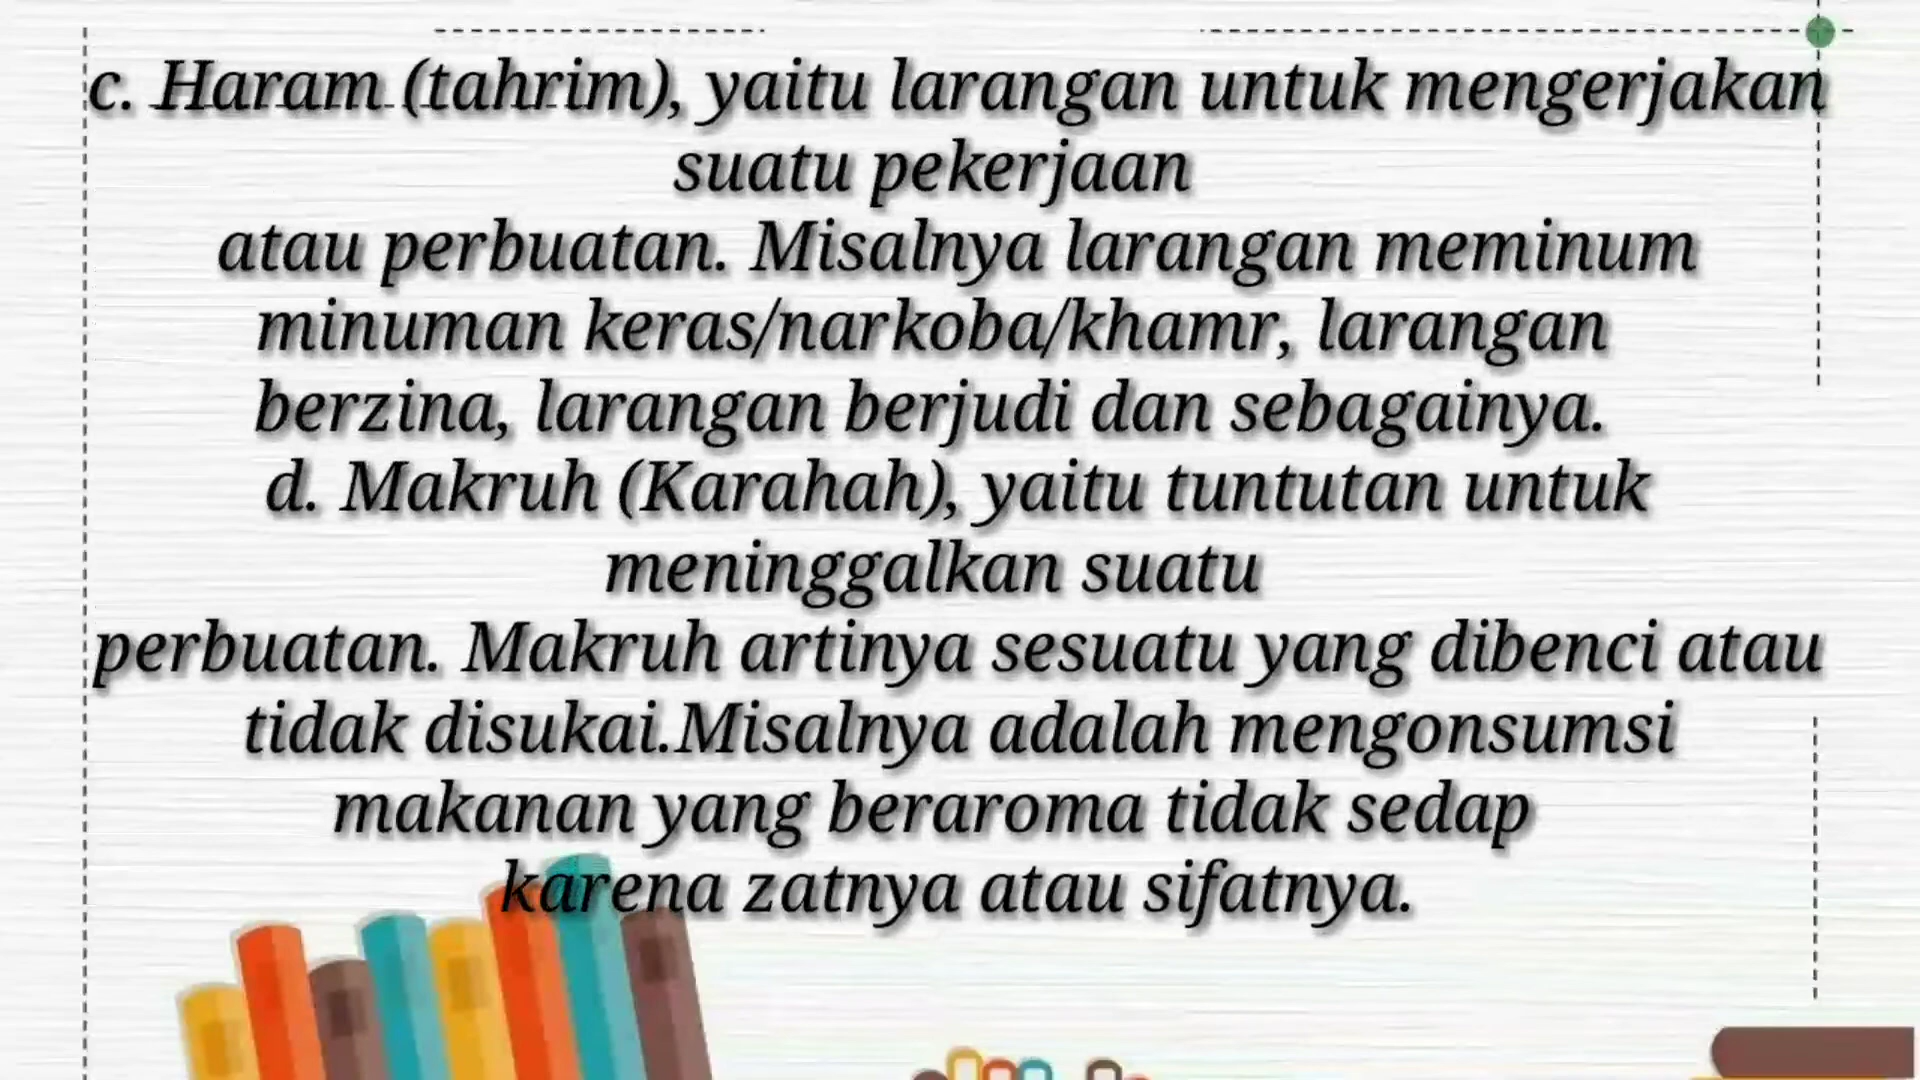 c. Haram (tahrim), yaitu larangan untuk mengerjakan
suatu pekerjaan
atau perbuatan. Misalnya larangan meminum
minuman keras/narkoba/khamr, larangan
berzina, larangan berjudi dan sebagainya.
d. Makruh (Karahah), yaitu tuntutan untuk
meninggalkan suatu
perbuatan. Makruh artinya sesuatu yang dibenci atau
tidak disukai.Misalnya adalah mengonsumsi
makanan yang beraroma tidak sedap
karena zatnya atau sifatnya.